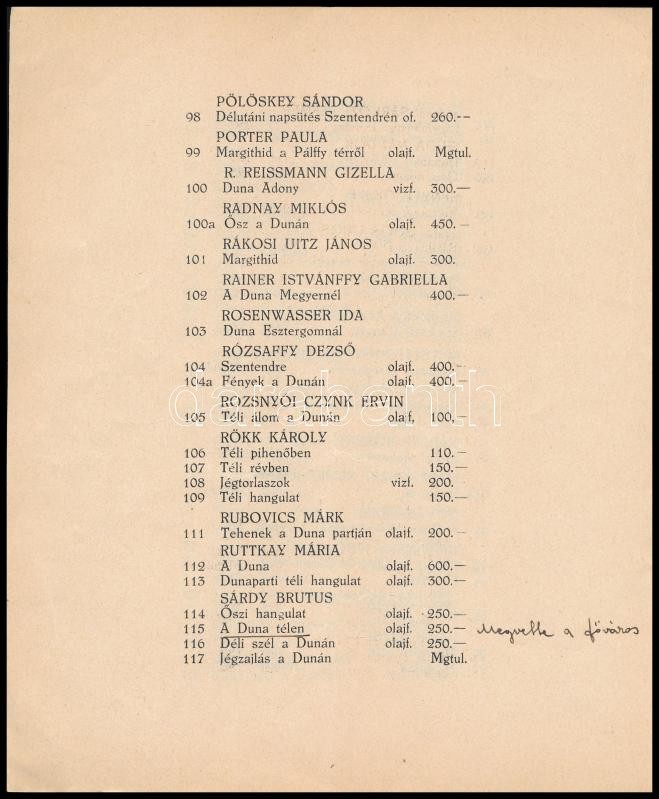 PÖLÖSKEY SÁNDOR
98 Délutáni napsütés Szentendrén of. 260.--
PORTER PAULA
99 Margithid a Pálffy térről olajf. Mgtul.
R. REISSMANN GIZELLA
100 Duna Adony vizf. 300.—
RADNAY MIKLÓS
100a Ősz a Dunán olajf. 450.—
RÁKOSI UITZ JÁNOS
101 Margithid olajf. 300.
RAINER ISTVÁNFFY GABRIELLA
102 A Duna Megyernél 400.—
ROSENWASSER IDA
103 Duna Esztergomnál
RÓZSAFFY DEZSŐ
104 Szentendre olajf. 400.—
104a Fények a Dunán olajf. 400.—
ROZSNYÓI CZYNK ERVIN
105 Téli álom a Dunán olajf, 100,—
RÖKK KÁROLY
106 Téli pihenőben 110.—
107 Téli révben 150.—
108 Jégtorlaszok vizf. 200.
109 Téli hangulat 150.—
RUBOVICS MÁRK
111 Tehenek a Duna partján olajf. 200.—
RUTTKAY MÁRIA
112 A Duna olajf. 600.—
113 Dunaparti téli hangulat olajf. 300.—
SÁRDY BRUTUS
114 Őszi hangulat olajf. 250.—
115 A Duna télen olajf. 250.— Megvette a főváros
116 Déli szél a Dunán olajf. 250.—
117 Jégzajlás a Dunán Mgtul.
darabanth